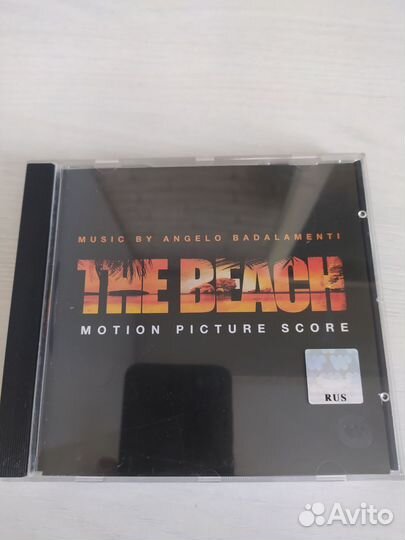 MUSIC BY ANGELO BADALAMENTI
THE BEACH
MOTION PICTURE SCORE
RUS
Avito